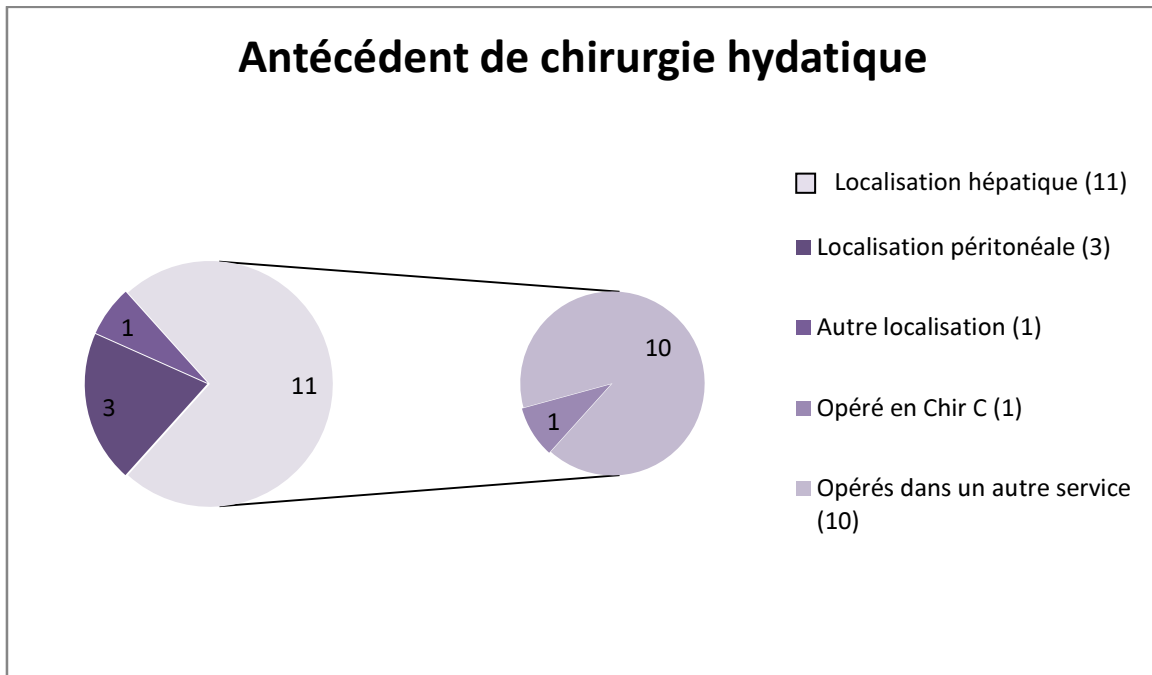 Antécédent de chirurgie hydatique
1
3
11
10
1
Localisation hépatique (11)
Localisation péritonéale (3)
Autre localisation (1)
Opéré en Chir C (1)
Opérés dans un autre service
(10)